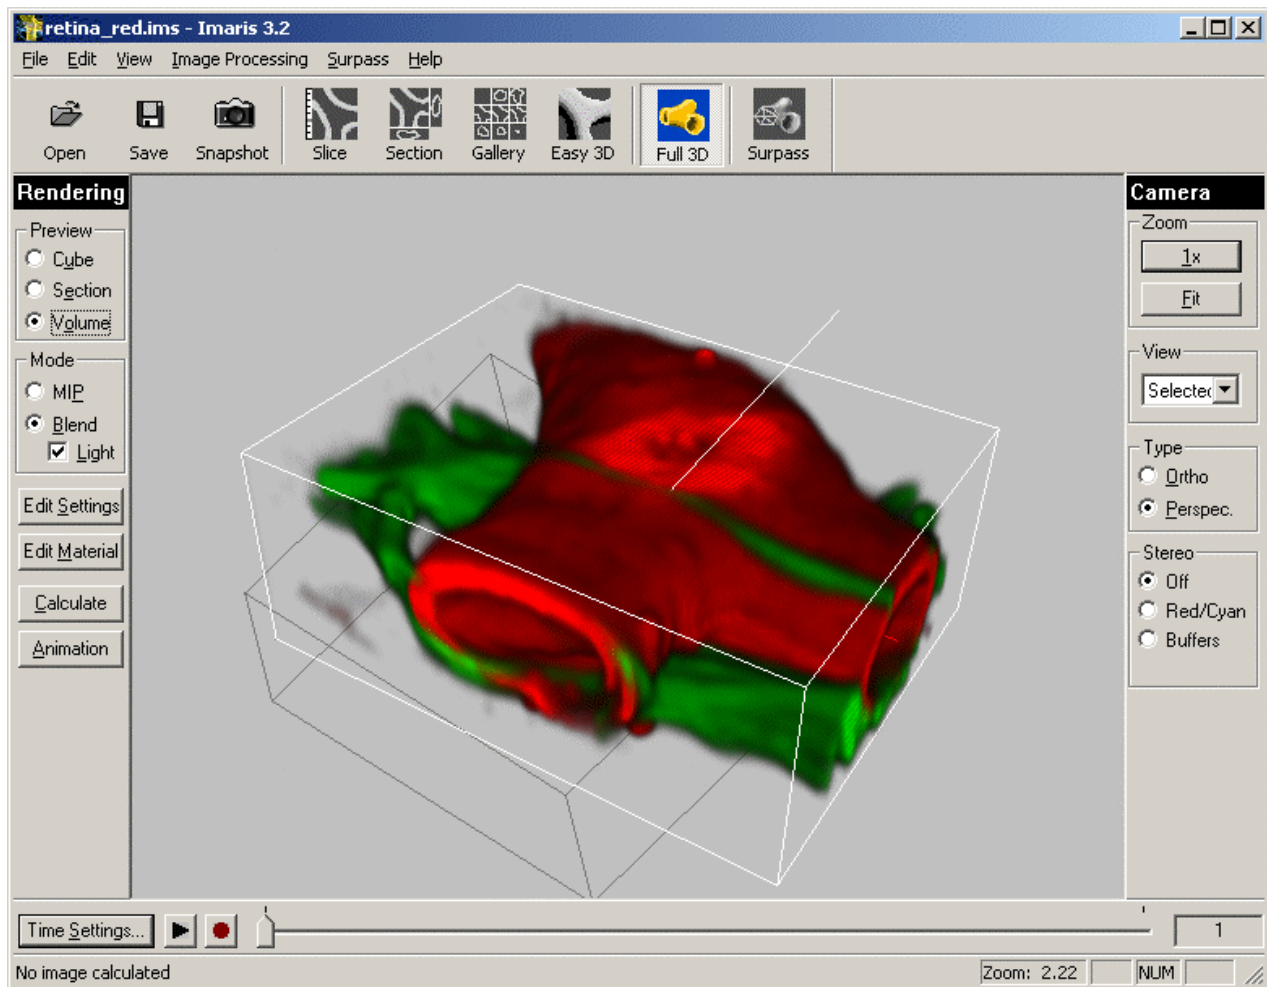 retina_red.ims - Imaris 3.2
File Edit View Image Processing Surpass Help
Open Save Snapshot Slice Section Gallery Easy 3D Full 3D Surpass
Rendering
Preview
Cube
Section
Volume
Mode
MIP
Blend
Light
Edit Settings
Edit Material
Calculate
Animation
Camera
Zoom
1x
Fit
View
Selected
Type
Ortho
Perspec.
Stereo
Off
Red/Cyan
Buffers
Time Settings... 1
No image calculated Zoom: 2.22 NUM